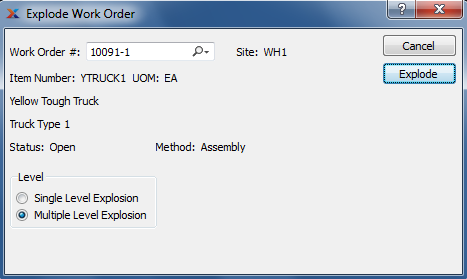 Explode Work Order
Work Order #: 10091-1 Site: WH1 Cancel
Item Number: YTRUCK1 UOM: EA Explode
Yellow Tough Truck
Truck Type 1
Status: Open Method: Assembly
Level
Single Level Explosion
Multiple Level Explosion